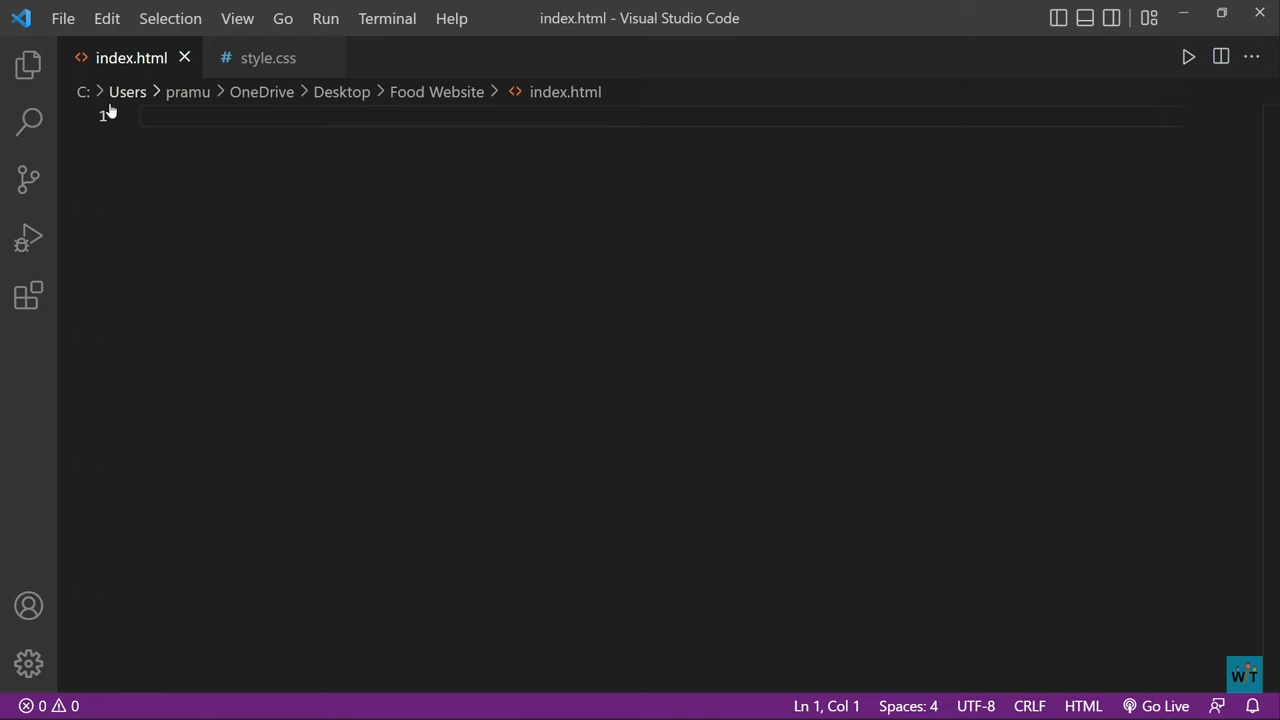 File Edit Selection View Go Run Terminal Help index.html - Visual Studio Code
index.html style.css
C: > Users > pramu > OneDrive > Desktop > Food Website > index.html
1
W T
0 0 Ln 1, Col 1 Spaces: 4 UTF-8 CRLF HTML Go Live